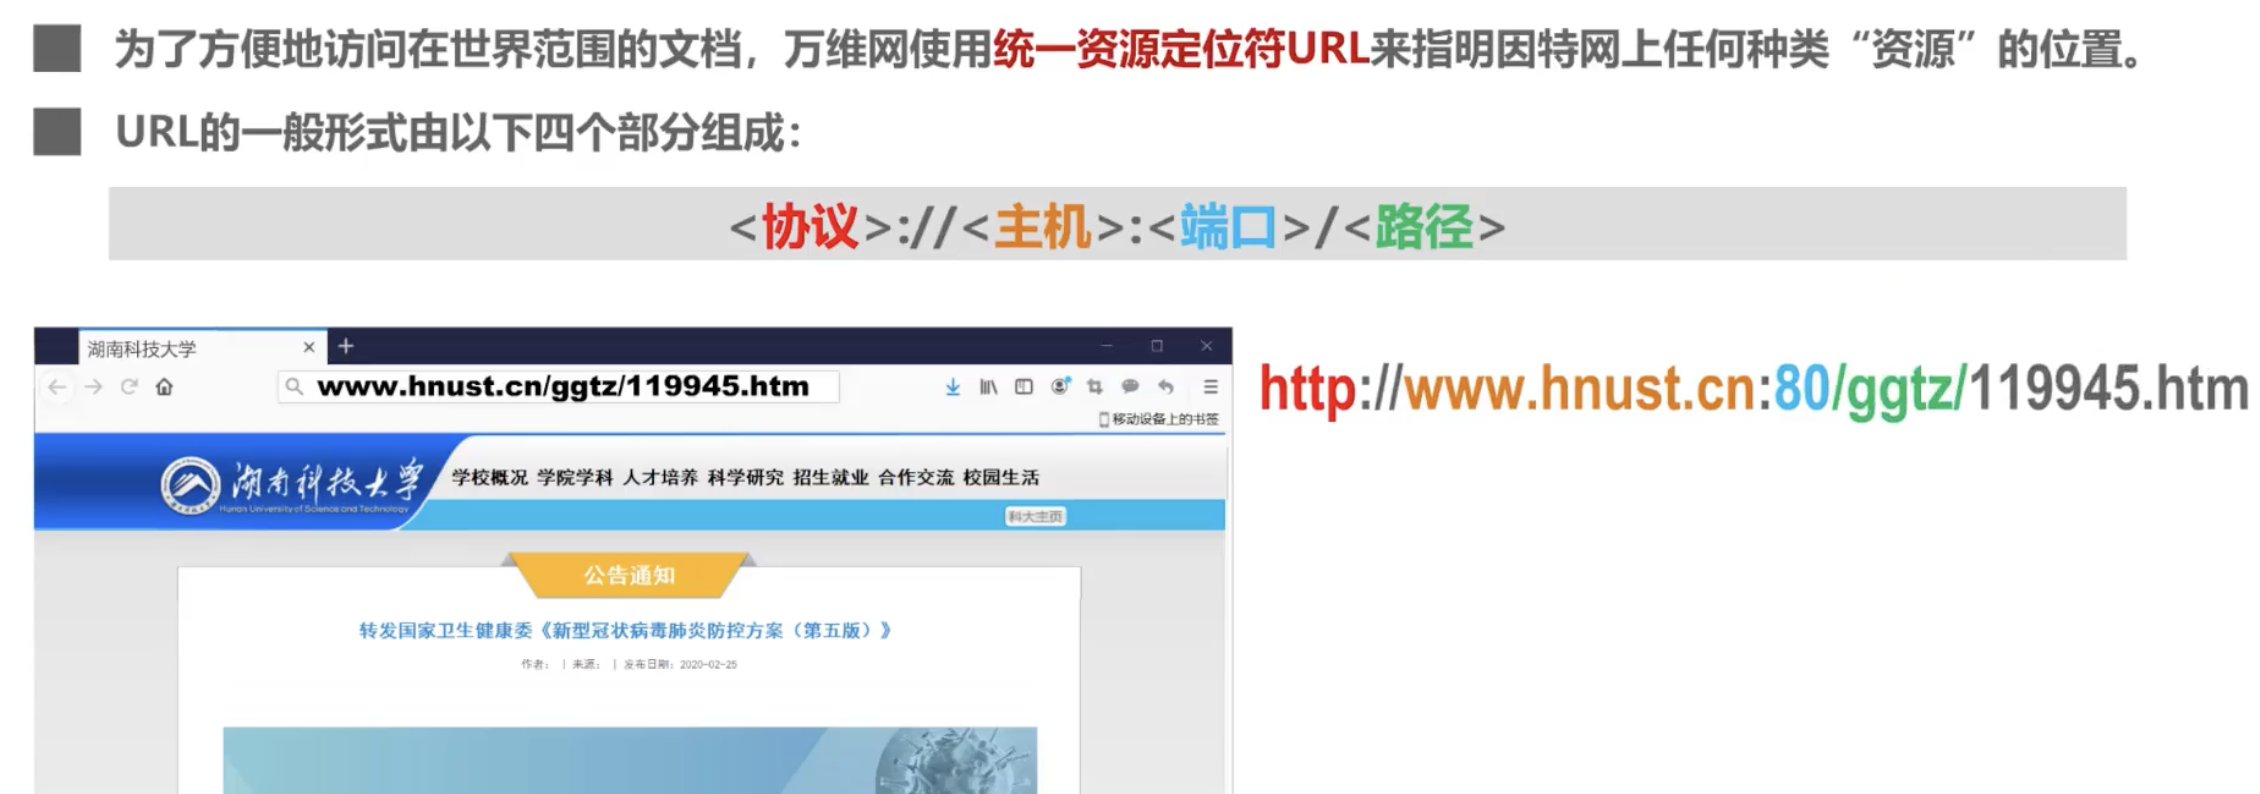 为了方便地访问在世界范围的文档，万维网使用统一资源定位符URL来指明因特网上任何种类“资源”的位置。
URL的一般形式由以下四个部分组成：
<协议>://<主机>:<端口>/<路径>
湖南科技大学
www.hnust.cn/ggtz/119945.htm
http://www.hnust.cn:80/ggtz/119945.htm
移动设备上的书签
湖南科技大学
Hunan University of Science and Technology
学校概况 学院学科 人才培养 科学研究 招生就业 合作交流 校园生活
科大主页
公告通知
转发国家卫生健康委《新型冠状病毒肺炎防控方案（第五版）》
作者： | 来源： | 发布日期：2020-02-25